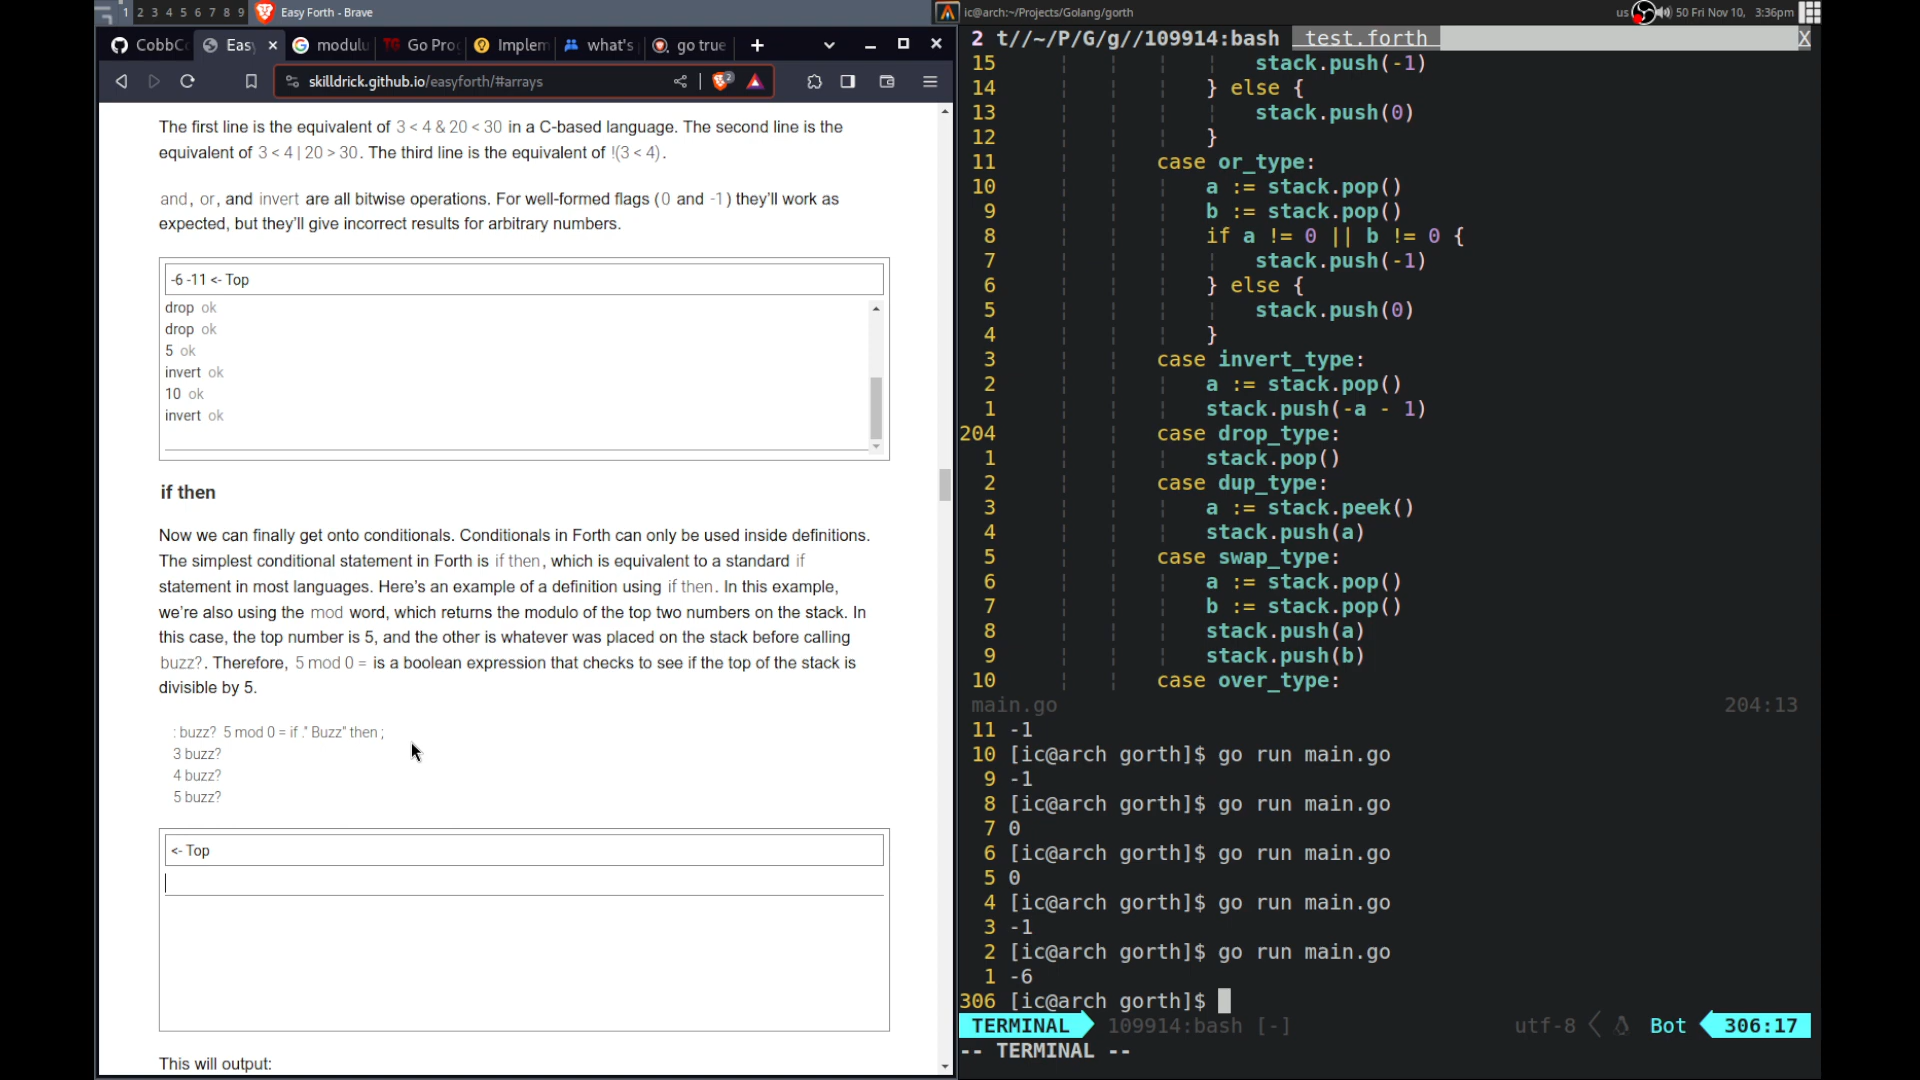 1 2 3 4 5 6 7 8 9 Easy Forth - Brave
ic@arch:~/Projects/Golang/gorth
us 50 Fri Nov 10, 3:36pm
CobbC Eas modulu Go Pro Implem what's go true
skilldrick.github.io/easyforth/#arrays
2
The first line is the equivalent of 3 < 4 & 20 < 30 in a C-based language. The second line is the
equivalent of 3 < 4 | 20 > 30. The third line is the equivalent of !(3 < 4).
and, or, and invert are all bitwise operations. For well-formed flags (0 and -1) they'll work as
expected, but they'll give incorrect results for arbitrary numbers.
-6 -11 <- Top
drop ok
drop ok
5 ok
invert ok
10 ok
invert ok
if then
Now we can finally get onto conditionals. Conditionals in Forth can only be used inside definitions.
The simplest conditional statement in Forth is if then, which is equivalent to a standard if
statement in most languages. Here's an example of a definition using if then. In this example,
we're also using the mod word, which returns the modulo of the top two numbers on the stack. In
this case, the top number is 5, and the other is whatever was placed on the stack before calling
buzz?. Therefore, 5 mod 0 = is a boolean expression that checks to see if the top of the stack is
divisible by 5.
: buzz? 5 mod 0 = if ." Buzz" then ;
3 buzz?
4 buzz?
5 buzz?
<- Top
This will output:
2 t//~/P/G/g//109914:bash test.forth X
15 stack.push(-1)
14 } else {
13 stack.push(0)
12 }
11 case or_type:
10 a := stack.pop()
9 b := stack.pop()
8 if a != 0 || b != 0 {
7 stack.push(-1)
6 } else {
5 stack.push(0)
4 }
3 case invert_type:
2 a := stack.pop()
1 stack.push(-a - 1)
204 case drop_type:
1 stack.pop()
2 case dup_type:
3 a := stack.peek()
4 stack.push(a)
5 case swap_type:
6 a := stack.pop()
7 b := stack.pop()
8 stack.push(a)
9 stack.push(b)
10 case over_type:
main.go 204:13
11 -1
10 [ic@arch gorth]$ go run main.go
9 -1
8 [ic@arch gorth]$ go run main.go
7 0
6 [ic@arch gorth]$ go run main.go
5 0
4 [ic@arch gorth]$ go run main.go
3 -1
2 [ic@arch gorth]$ go run main.go
1 -6
306 [ic@arch gorth]$
TERMINAL 109914:bash [-] utf-8 Bot 306:17
-- TERMINAL --